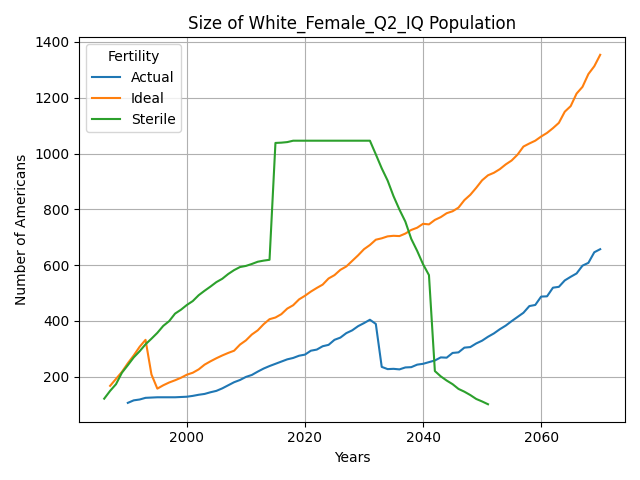 Size of White_Female_Q2_IQ Population
Number of Americans
1400
1200
1000
800
600
400
200
Fertility
Actual
Ideal
Sterile
2000
2020
2040
2060
Years